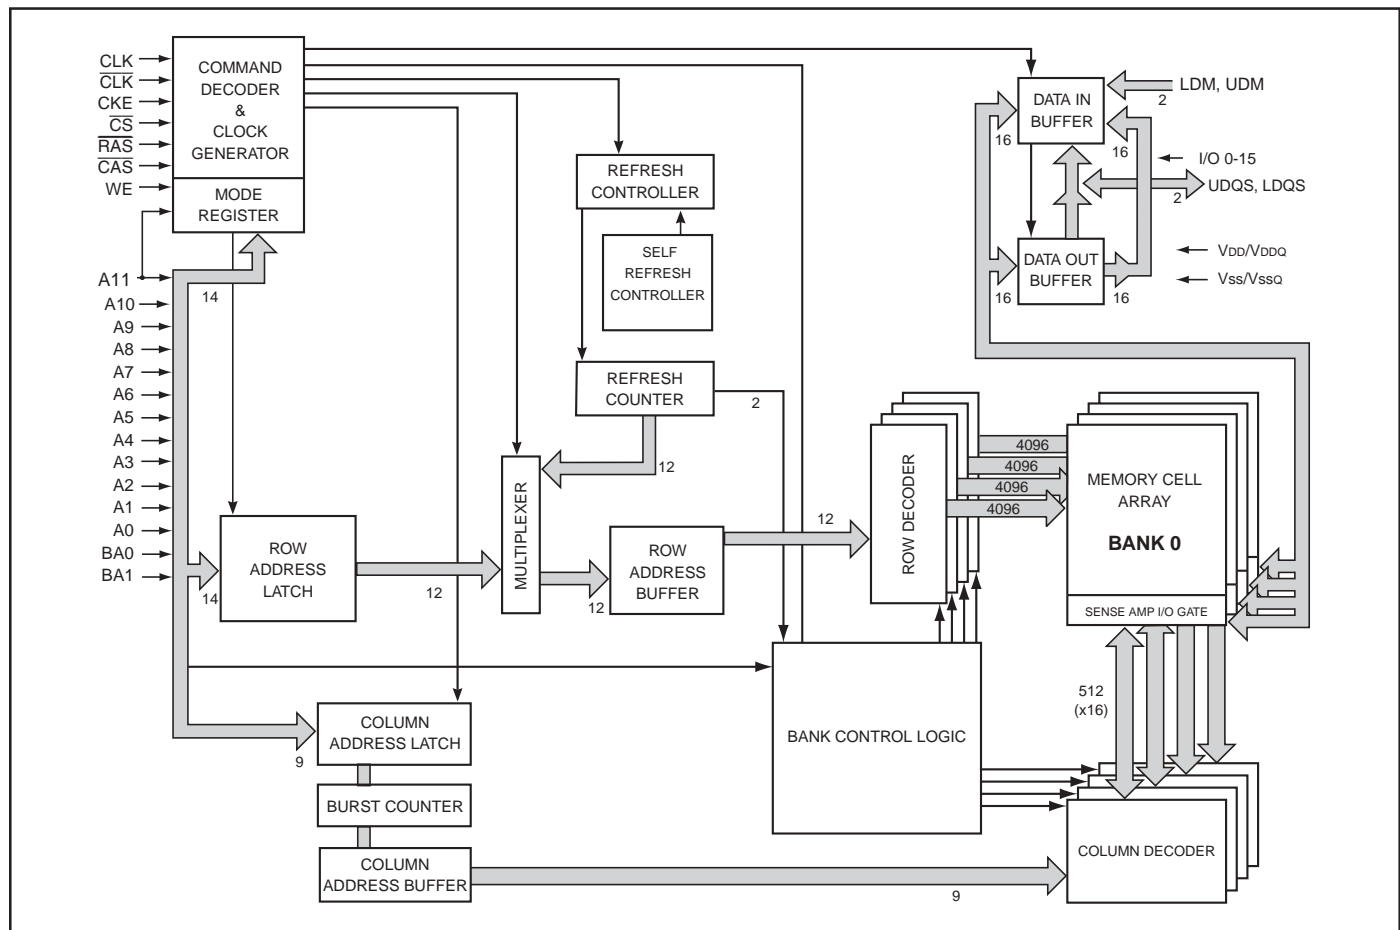 CLK
CLK
CKE
CS
RAS
CAS
WE
COMMAND
DECODER
&
CLOCK
GENERATOR
MODE
REGISTER
A11
A10
A9
A8
A7
A6
A5
A4
A3
A2
A1
A0
BA0
BA1
14
14
ROW
ADDRESS
LATCH
12
REFRESH
CONTROLLER
SELF
REFRESH
CONTROLLER
REFRESH
COUNTER
2
12
MULTIPLEXER
12
ROW
ADDRESS
BUFFER
12
ROW DECODER
4096
4096
4096
4096
MEMORY CELL
ARRAY
BANK 0
SENSE AMP I/O GATE
DATA IN
BUFFER
2
LDM, UDM
16
16
I/O 0-15
UDQS, LDQS
2
DATA OUT
BUFFER
16
16
VDD/VDDQ
Vss/VssQ
9
COLUMN
ADDRESS LATCH
BURST COUNTER
COLUMN
ADDRESS BUFFER
9
BANK CONTROL LOGIC
512
(x16)
COLUMN DECODER